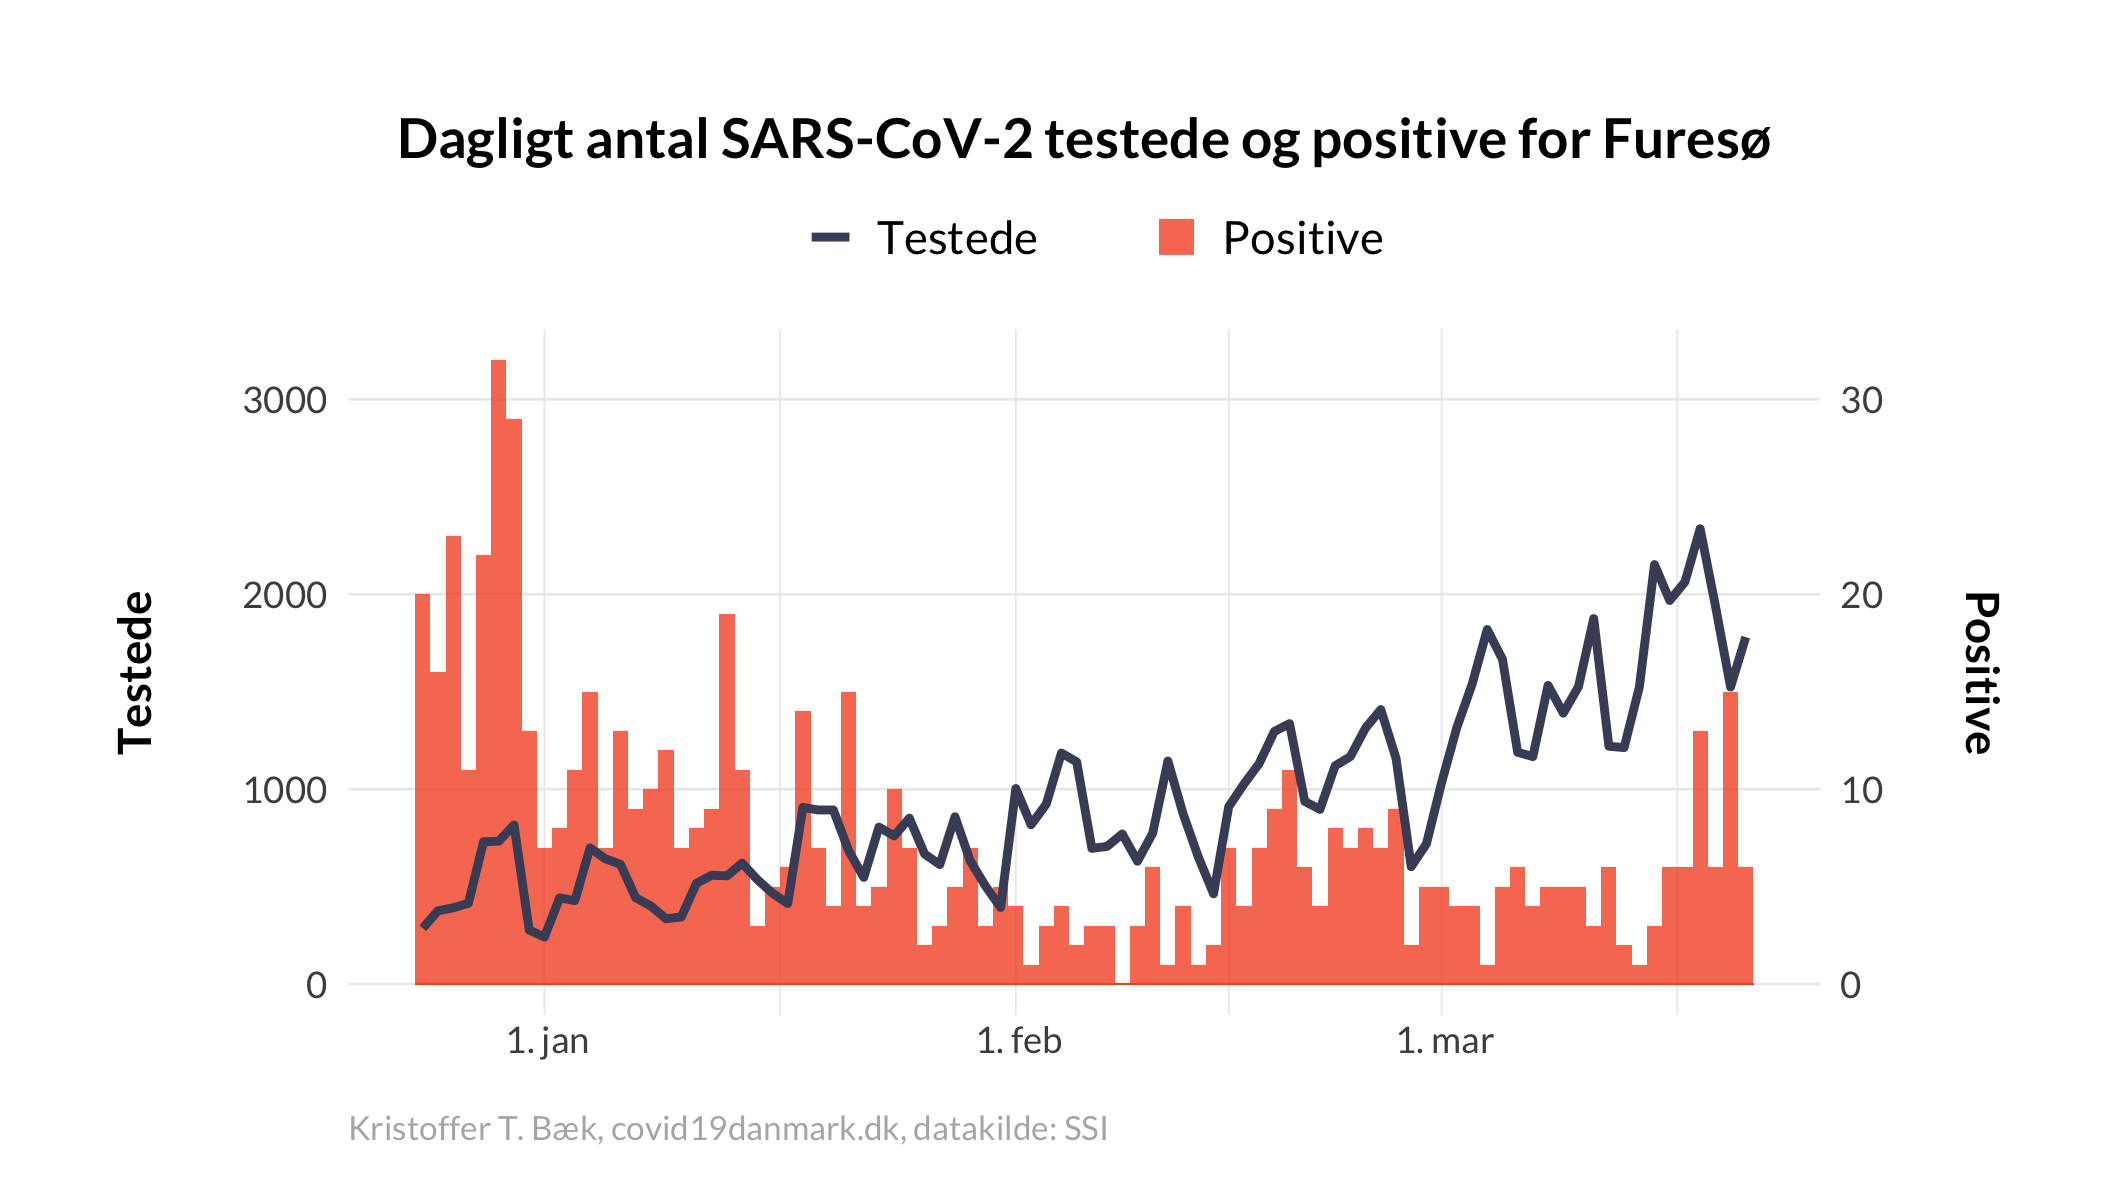 Dagligt antal SARS-CoV-2 testede og positive for Furesø
Testede Positive
3000 30
2000 20
1000 10
0 0
Testede
Positive
1. jan 1. feb 1. mar
Kristoffer T. Bæk, covid19danmark.dk, datakilde: SSI